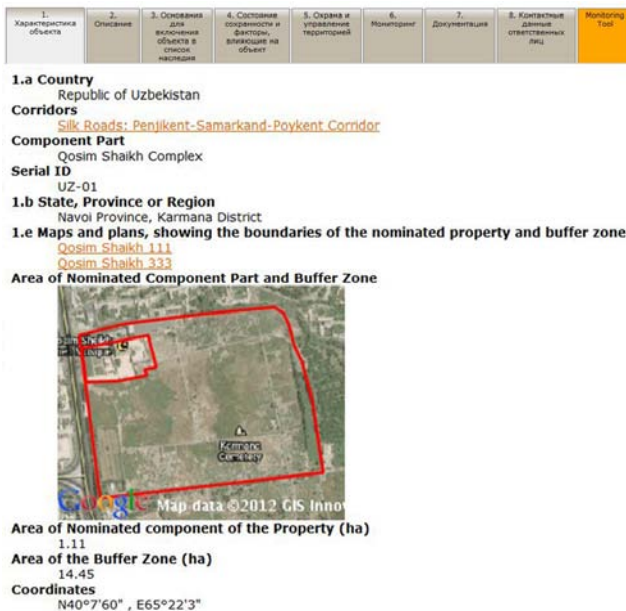 1.
Характеристика
объекта
2.
Описание
3. Основания
для
включения
объекта в
список
наследия
4. Состояние
сохранности и
факторы,
влияющие на
объект
5. Охрана и
управление
территорией
6.
Мониторинг
7.
Документация
8. Контактные
данные
ответственных
лиц
Monitoring
Tool
1.a Country
Republic of Uzbekistan
Corridors
Silk Roads: Penjikent-Samarkand-Poykent Corridor
Component Part
Qosim Shaikh Complex
Serial ID
UZ-01
1.b State, Province or Region
Navoi Province, Karmana District
1.e Maps and plans, showing the boundaries of the nominated property and buffer zone
Qosim Shaikh 111
Qosim Shaikh 333
Area of Nominated Component Part and Buffer Zone
Shaikh
Cemetery
Google Map data ©2012 GIS Innov
Area of Nominated component of the Property (ha)
1.11
Area of the Buffer Zone (ha)
14.45
Coordinates
N40°7'60" , E65°22'3"